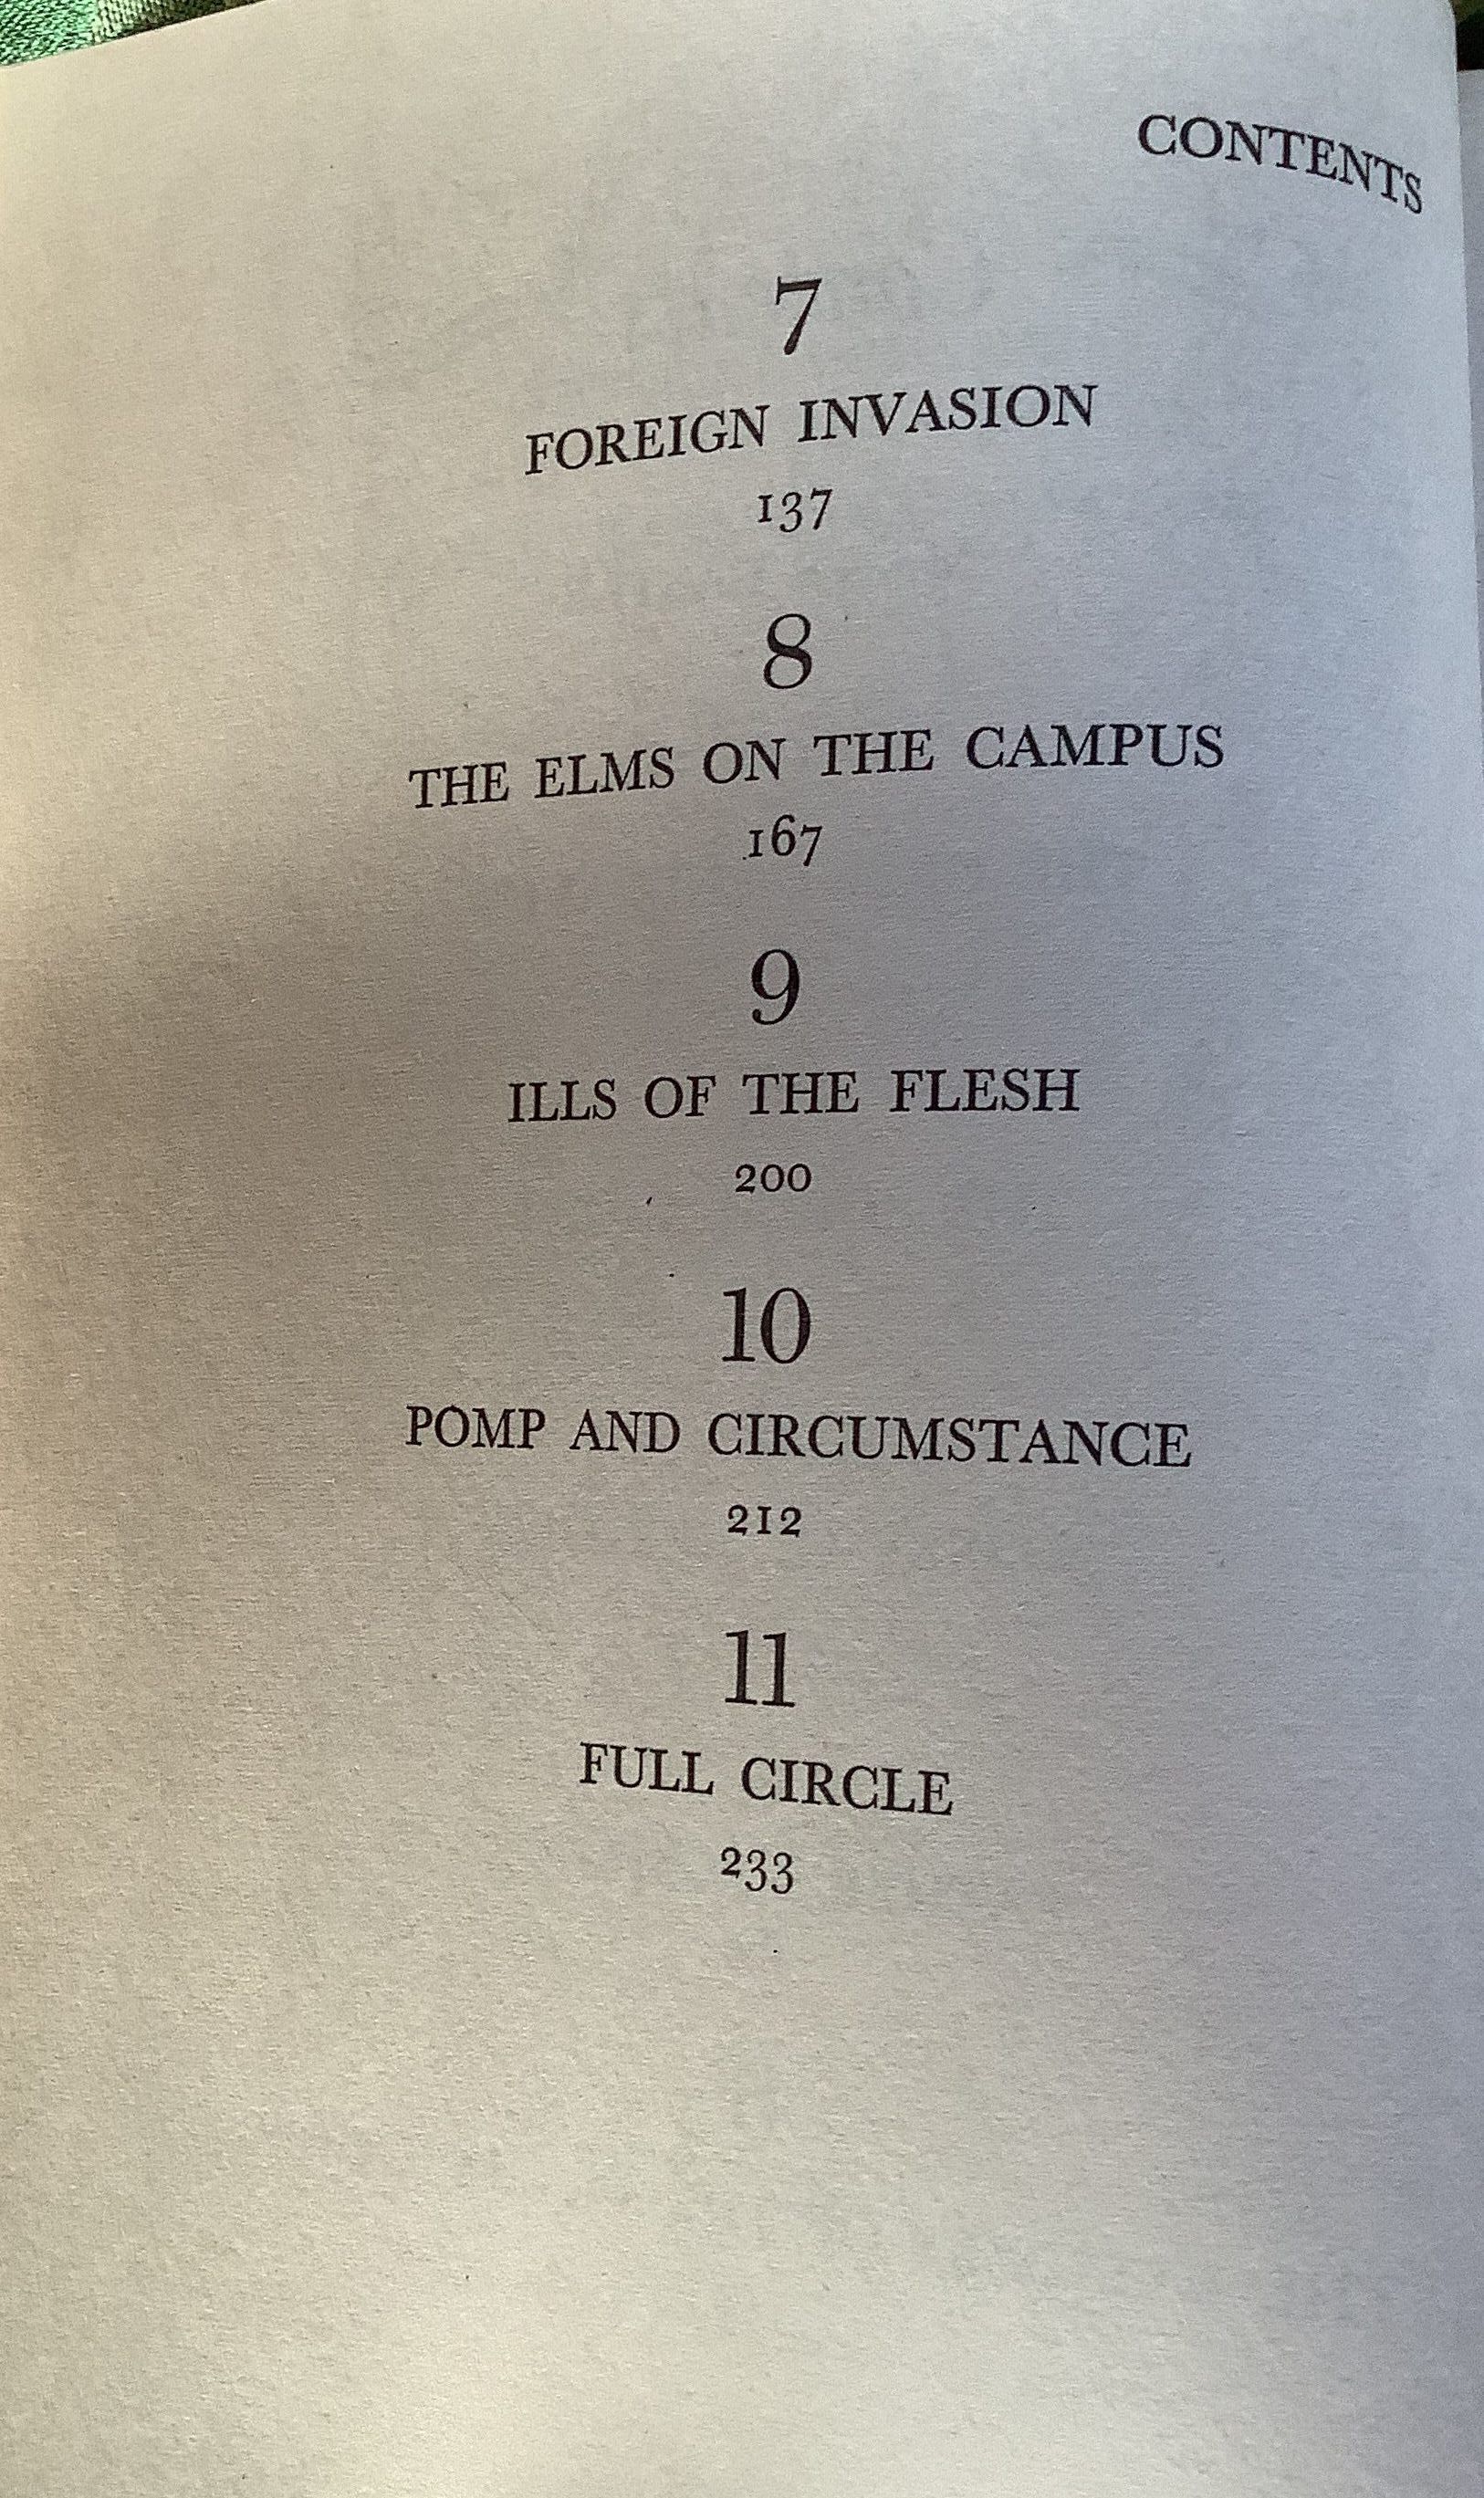 CONTENTS
7
FOREIGN INVASION
137
8
THE ELMS ON THE CAMPUS
167
9
ILLS OF THE FLESH
200
10
POMP AND CIRCUMSTANCE
212
11
FULL CIRCLE
233